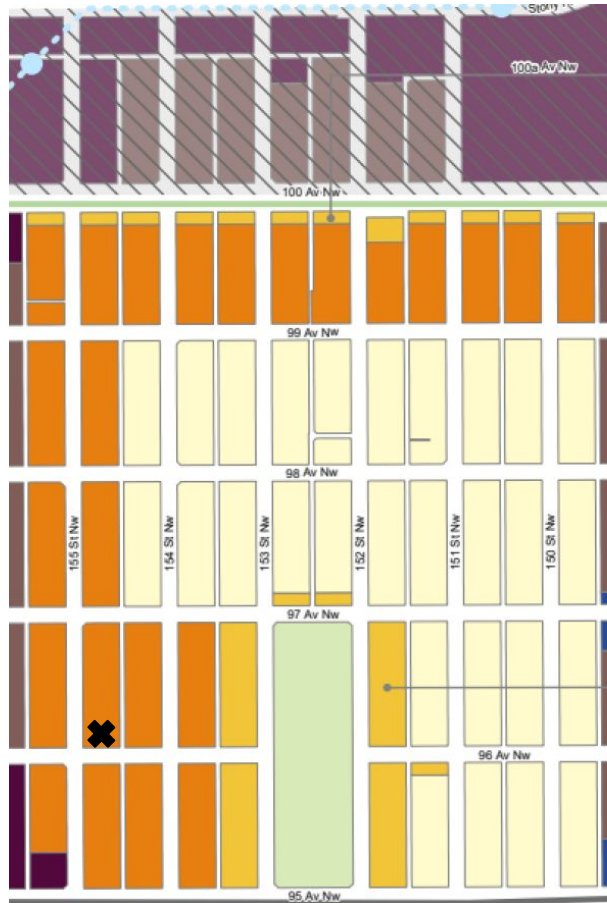 100a Av Nw
100 Av Nw
99 Av Nw
98 Av Nw
155 St Nw
154 St Nw
153 St Nw
152 St Nw
151 St Nw
150 St Nw
97 Av Nw
96 Av Nw
95 Av Nw